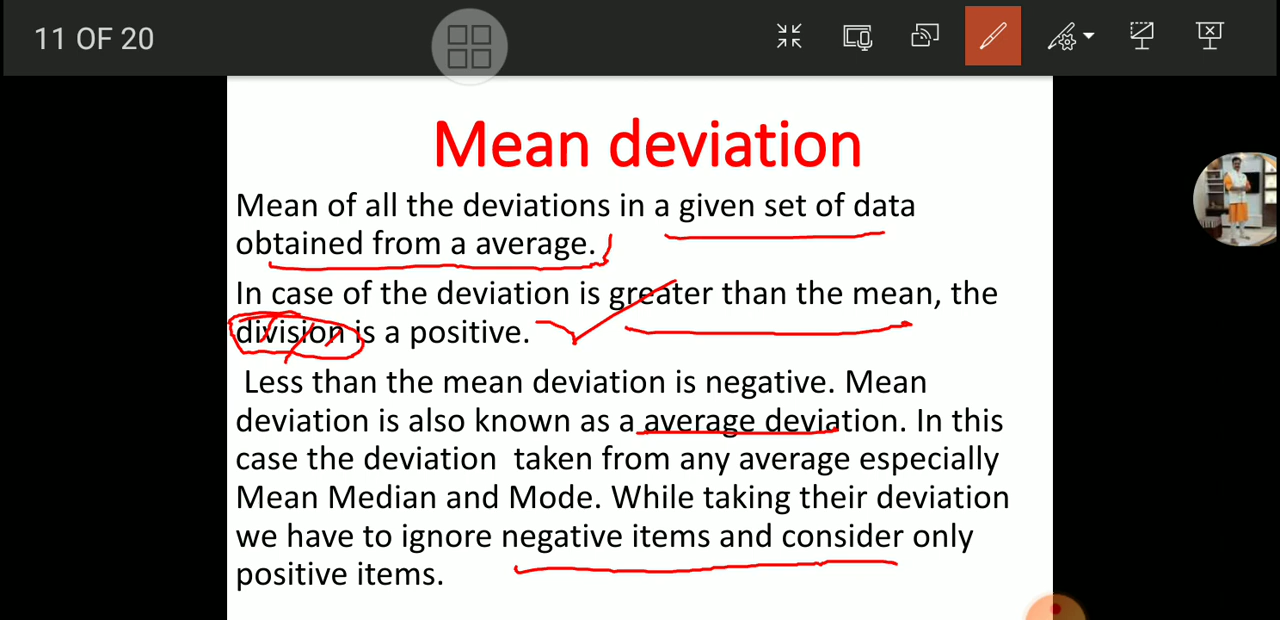 11 OF 20
Mean deviation
Mean of all the deviations in a given set of data
obtained from a average.
In case of the deviation is greater than the mean, the
division is a positive.
Less than the mean deviation is negative. Mean
deviation is also known as a average deviation. In this
case the deviation taken from any average especially
Mean Median and Mode. While taking their deviation
we have to ignore negative items and consider only
positive items.